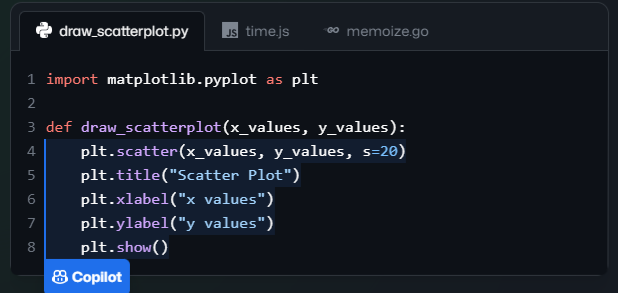 draw_scatterplot.py JS time.js GO memoize.go
1 import matplotlib.pyplot as plt
2
3 def draw_scatterplot(x_values, y_values):
4     plt.scatter(x_values, y_values, s=20)
5     plt.title("Scatter Plot")
6     plt.xlabel("x values")
7     plt.ylabel("y values")
8     plt.show()
Copilot